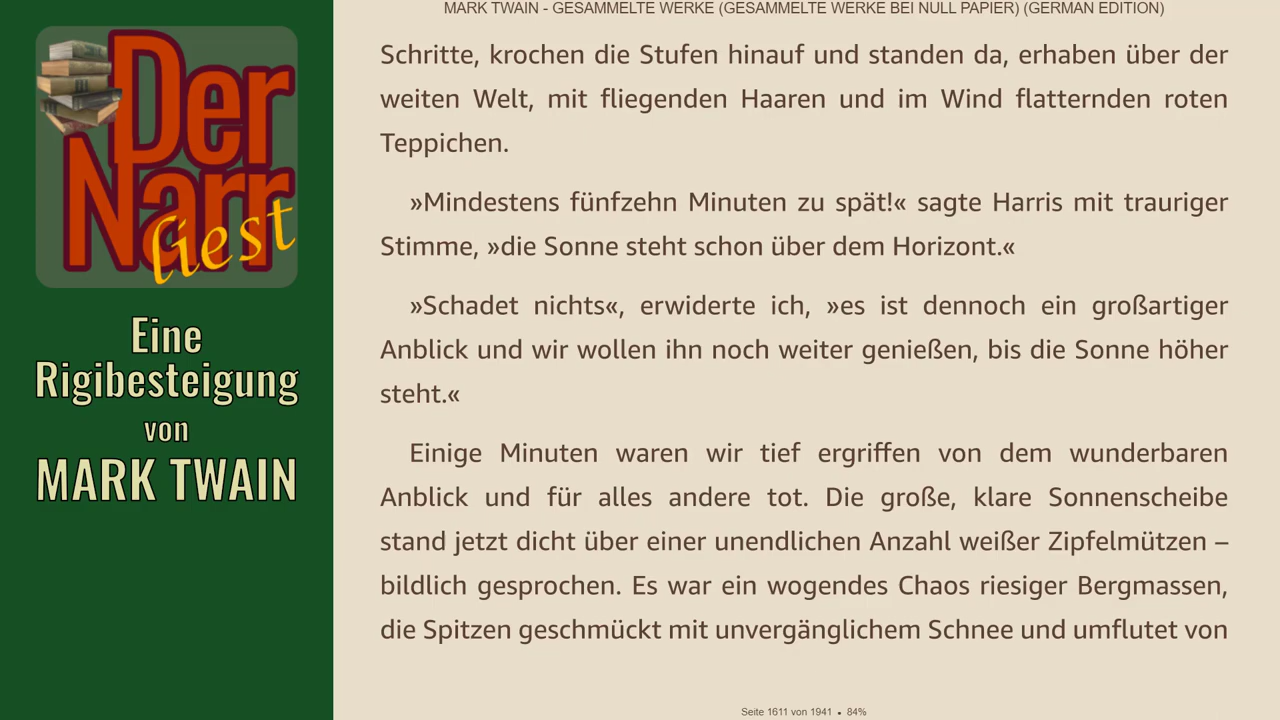 Der
Narr
liest
Eine
Rigibesteigung
von
MARK TWAIN
MARK TWAIN - GESAMMELTE WERKE (GESAMMELTE WERKE BEI NULL PAPIER) (GERMAN EDITION)
Schritte, krochen die Stufen hinauf und standen da, erhaben über der
weiten Welt, mit fliegenden Haaren und im Wind flatternden roten
Teppichen.
»Mindestens fünfzehn Minuten zu spät!« sagte Harris mit trauriger
Stimme, »die Sonne steht schon über dem Horizont.«
»Schadet nichts«, erwiderte ich, »es ist dennoch ein großartiger
Anblick und wir wollen ihn noch weiter genießen, bis die Sonne höher
steht.«
Einige Minuten waren wir tief ergriffen von dem wunderbaren
Anblick und für alles andere tot. Die große, klare Sonnenscheibe
stand jetzt dicht über einer unendlichen Anzahl weißer Zipfelmützen –
bildlich gesprochen. Es war ein wogendes Chaos riesiger Bergmassen,
die Spitzen geschmückt mit unvergänglichem Schnee und umflutet von
Seite 1611 von 1941 • 84%